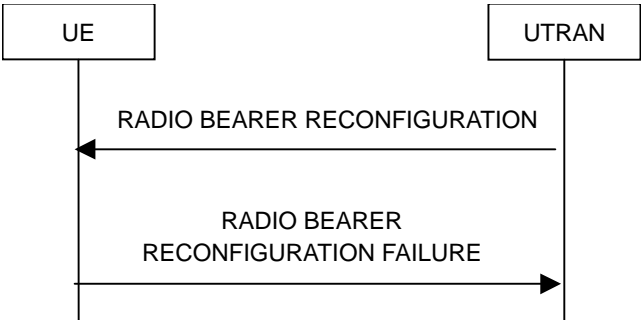 UE
UTRAN
RADIO BEARER RECONFIGURATION
RADIO BEARER
RECONFIGURATION FAILURE